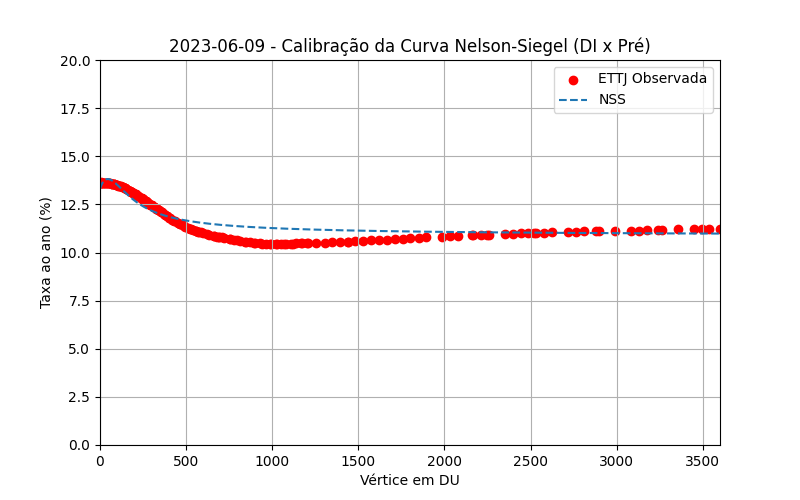 2023-06-09 - Calibração da Curva Nelson-Siegel (DI x Pré)
ETTJ Observada
NSS
Taxa ao ano (%)
20.0
17.5
15.0
12.5
10.0
7.5
5.0
2.5
0.0
0 500 1000 1500 2000 2500 3000 3500
Vértice em DU